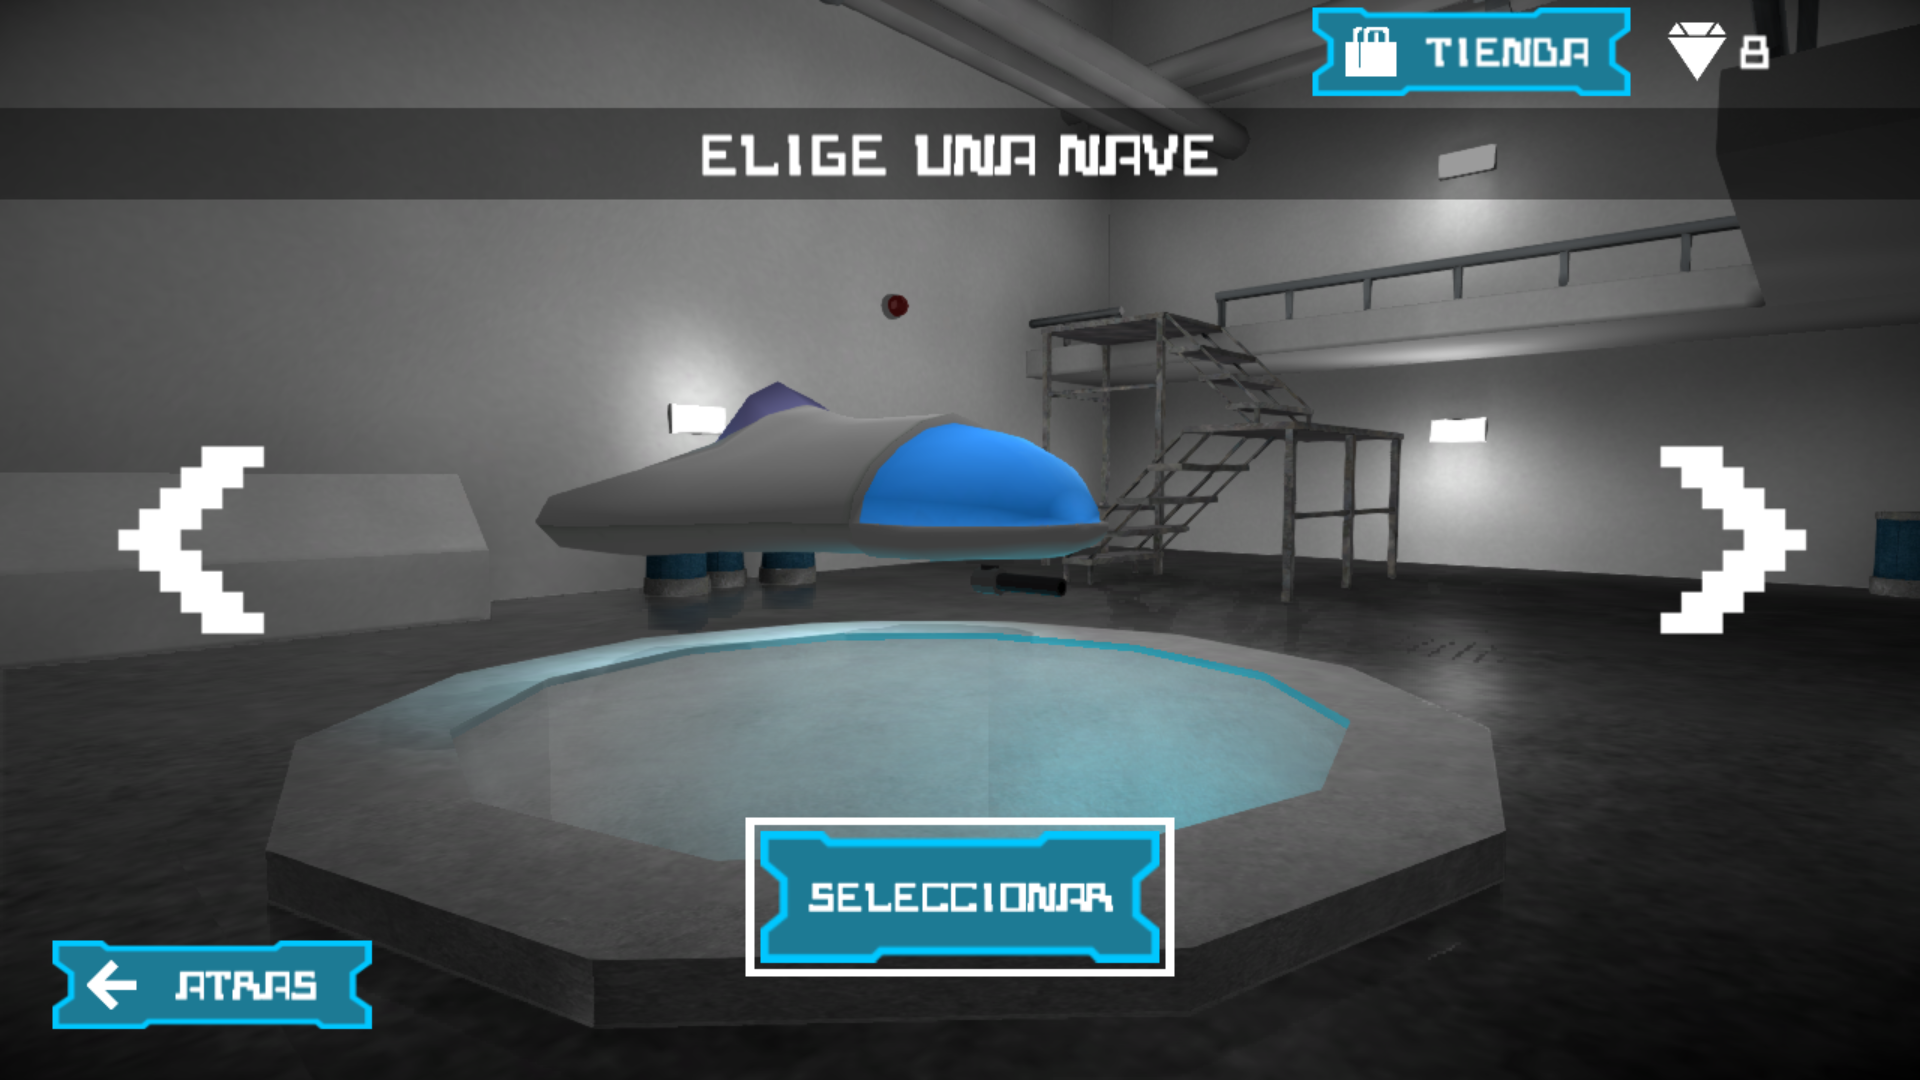 TIENDA
8
ELIGE UNA NAVE
SELECCIONAR
ATRAS